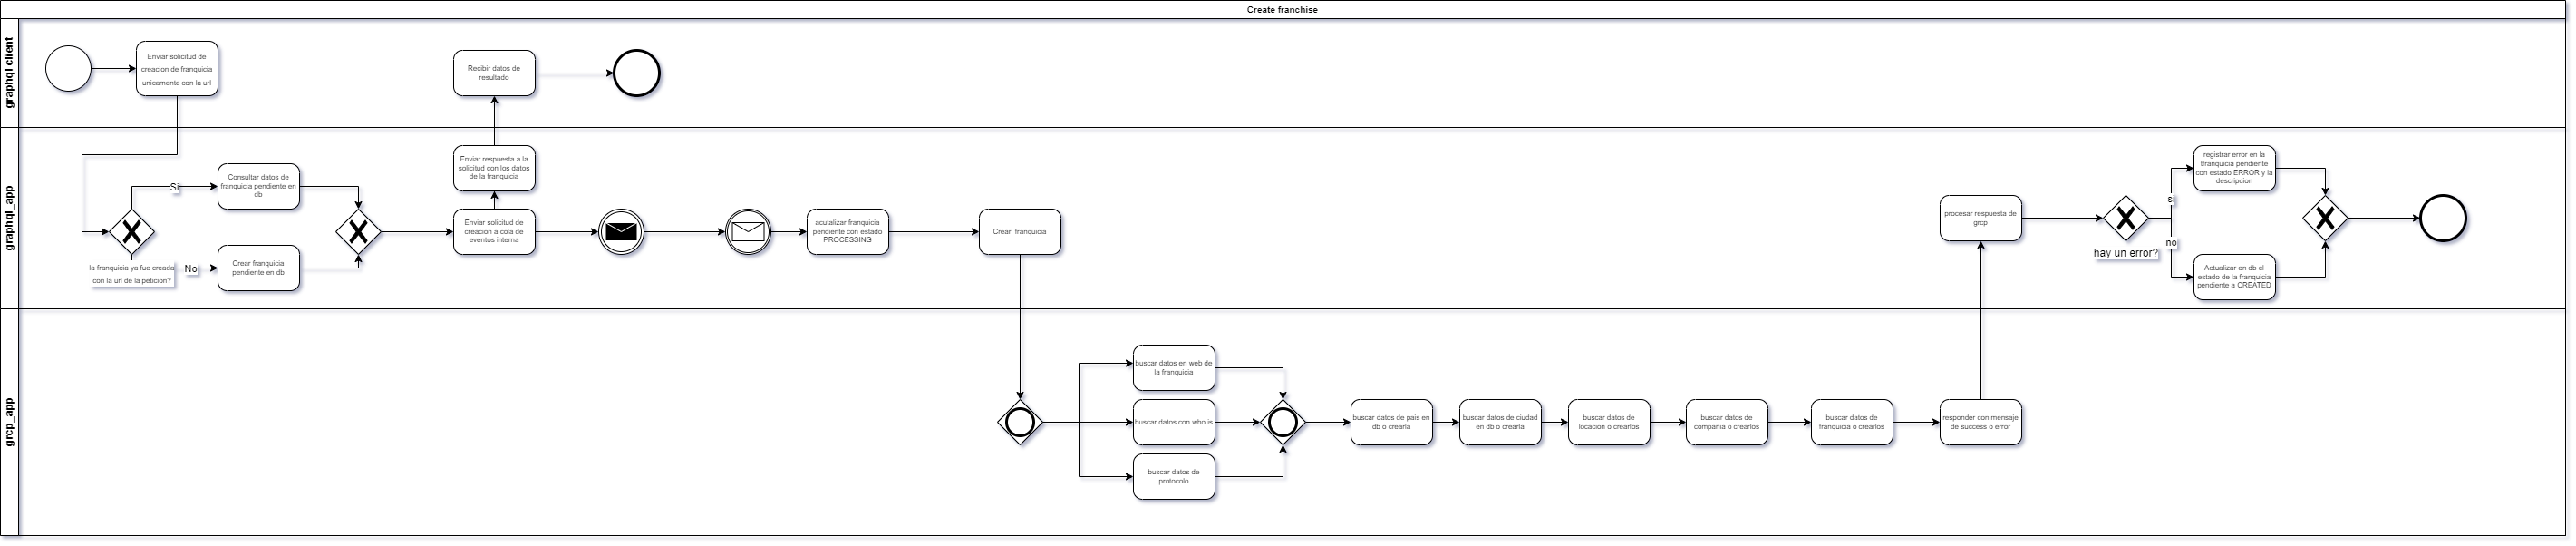 Create franchise
graphql client
Enviar solicitud de
creacion de franquicia
unicamente con la url
Recibir datos de
resultado
graphql_app
Si
Consultar datos de
franquicia pendiente en
db
la franquicia ya fue creada
con la url de la peticion?
No
Crear franquicia
pendiente en db
Enviar respuesta a la
solicitud con los datos
de la franquicia
Enviar solicitud de
creacion a cola de
eventos interna
acutalizar franquicia
pendiente con estado
PROCESSING
Crear franquicia
procesar respuesta de
grcp
hay un error?
si
no
registrar error en la
tfranquicia pendiente
con estado ERROR y la
descripcion
Actualizar en db el
estado de la franquicia
pendiente a CREATED
grcp_app
buscar datos en web de
la franquicia
buscar datos con who is
buscar datos de
protocolo
buscar datos de pais en
db o crearla
buscar datos de ciudad
en db o crearla
buscar datos de
locacion o crearlos
buscar datos de
compañia o crearlos
buscar datos de
franquicia o crearlos
responder con mensaje
de success o error